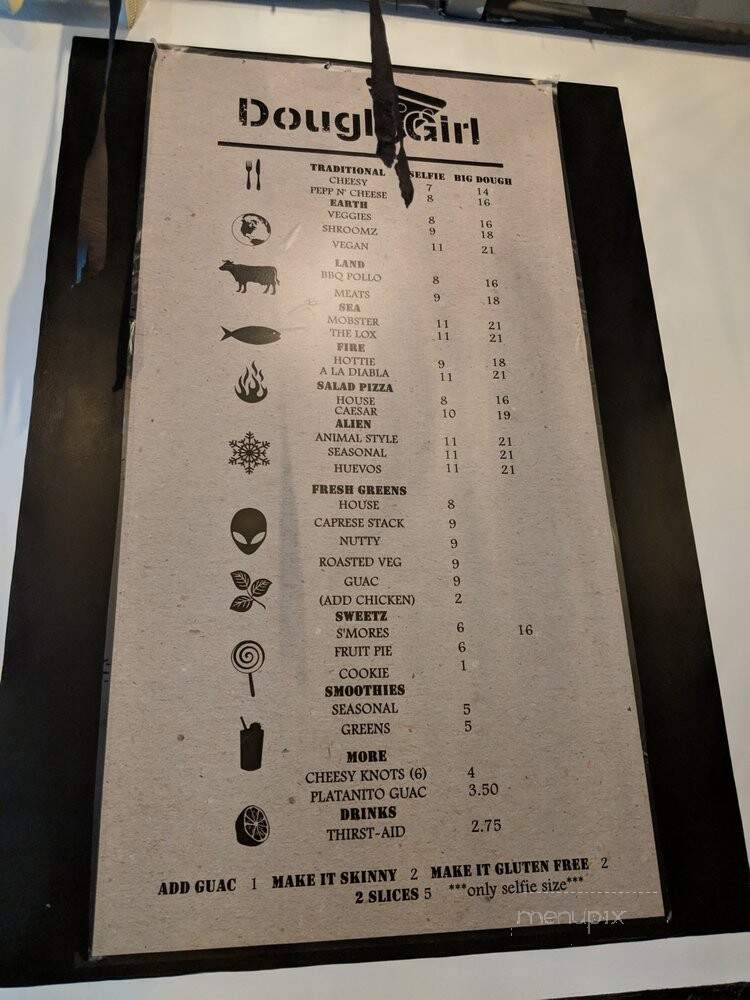 Dough Girl
TRADITIONAL SELFIE BIG DOUGH
CHEESY 7 14
PEPP N' CHEESE 8 16
EARTH
VEGGIES 8 16
SHROOMZ 9 18
VEGAN 11 21
LAND
BBQ POLLO 8 16
MEATS 9 18
SEA
MOBSTER 11 21
THE LOX 11 21
FIRE
HOTTIE 9 18
A LA DIABLA 11 21
SALAD PIZZA
HOUSE 8 16
CAESAR 10 19
ALIEN
ANIMAL STYLE 11 21
SEASONAL 11 21
HUEVOS 11 21
FRESH GREENS
HOUSE 8
CAPRESE STACK 9
NUTTY 9
ROASTED VEG 9
GUAC 9
(ADD CHICKEN) 2
SWEETZ
S'MORES 6 16
FRUIT PIE 6
COOKIE 1
SMOOTHIES
SEASONAL 5
GREENS 5
MORE
CHEESY KNOTS (6) 4
PLATANITO GUAC 3.50
DRINKS
THIRST-AID 2.75
ADD GUAC 1 MAKE IT SKINNY 2 MAKE IT GLUTEN FREE 2
2 SLICES 5 ***only selfie size***
menupix